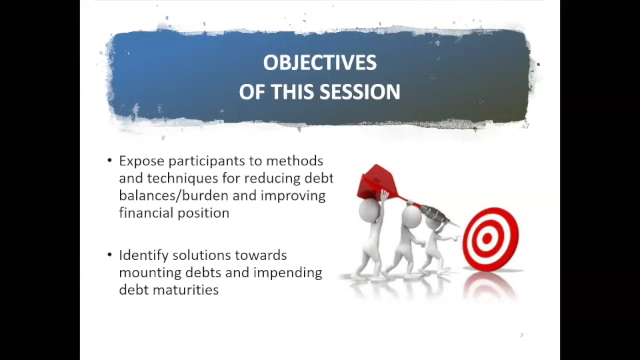 OBJECTIVES
OF THIS SESSION
• Expose participants to methods
and techniques for reducing debt
balances/burden and improving
financial position
• Identify solutions towards
mounting debts and impending
debt maturities